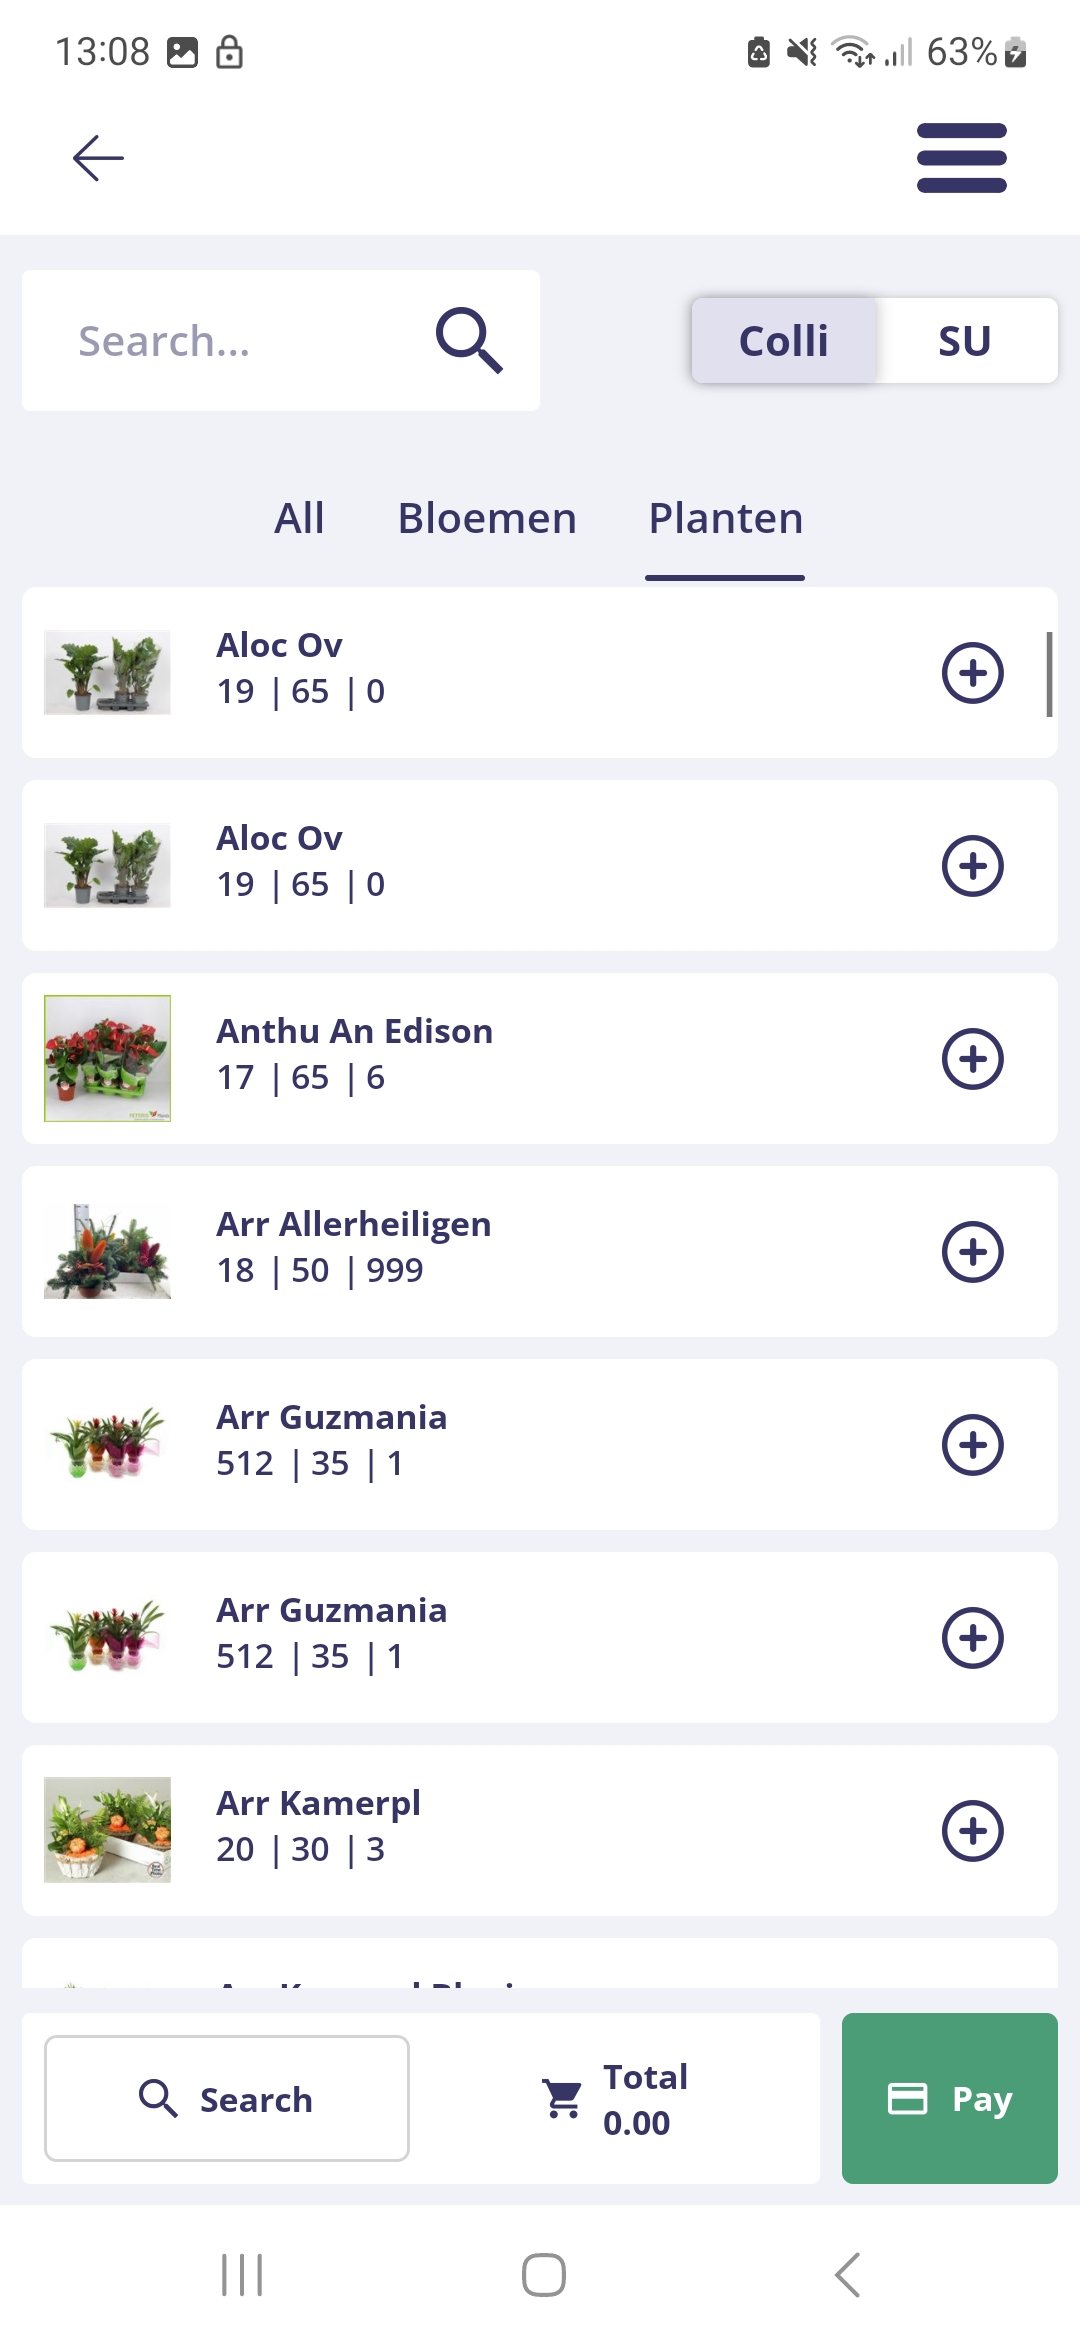 13:08
63%
Search...
Colli
SU
All
Bloemen
Planten
Aloc Ov
19 | 65 | 0
Aloc Ov
19 | 65 | 0
Anthu An Edison
17 | 65 | 6
Arr Allerheiligen
18 | 50 | 999
Arr Guzmania
512 | 35 | 1
Arr Guzmania
512 | 35 | 1
Arr Kamerpl
20 | 30 | 3
Search
Total
0.00
Pay